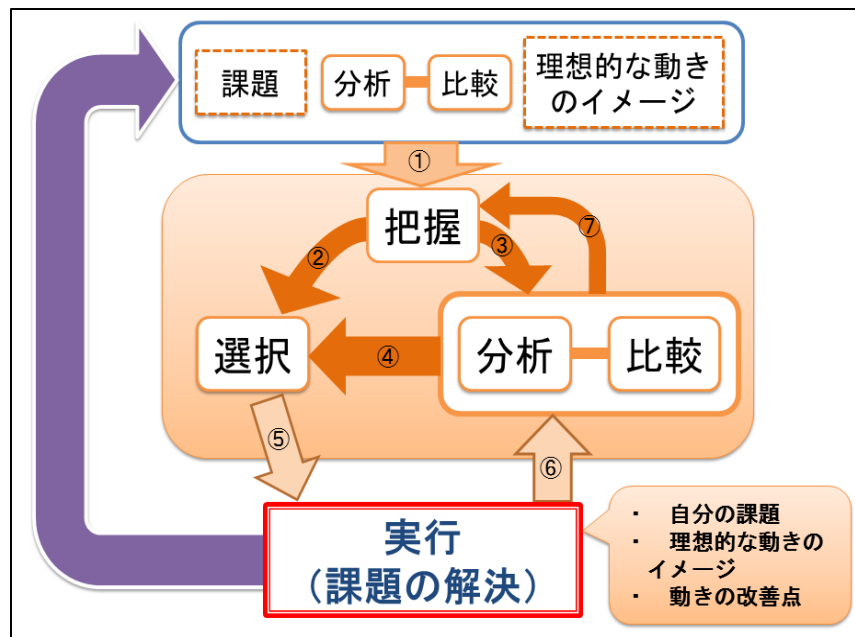 課題
分析
比較
理想的な動き
のイメージ
①
把握
②
③
⑦
選択
④
分析
比較
⑤
⑥
実行
（課題の解決）
・ 自分の課題
・ 理想的な動きの
イメージ
・ 動きの改善点